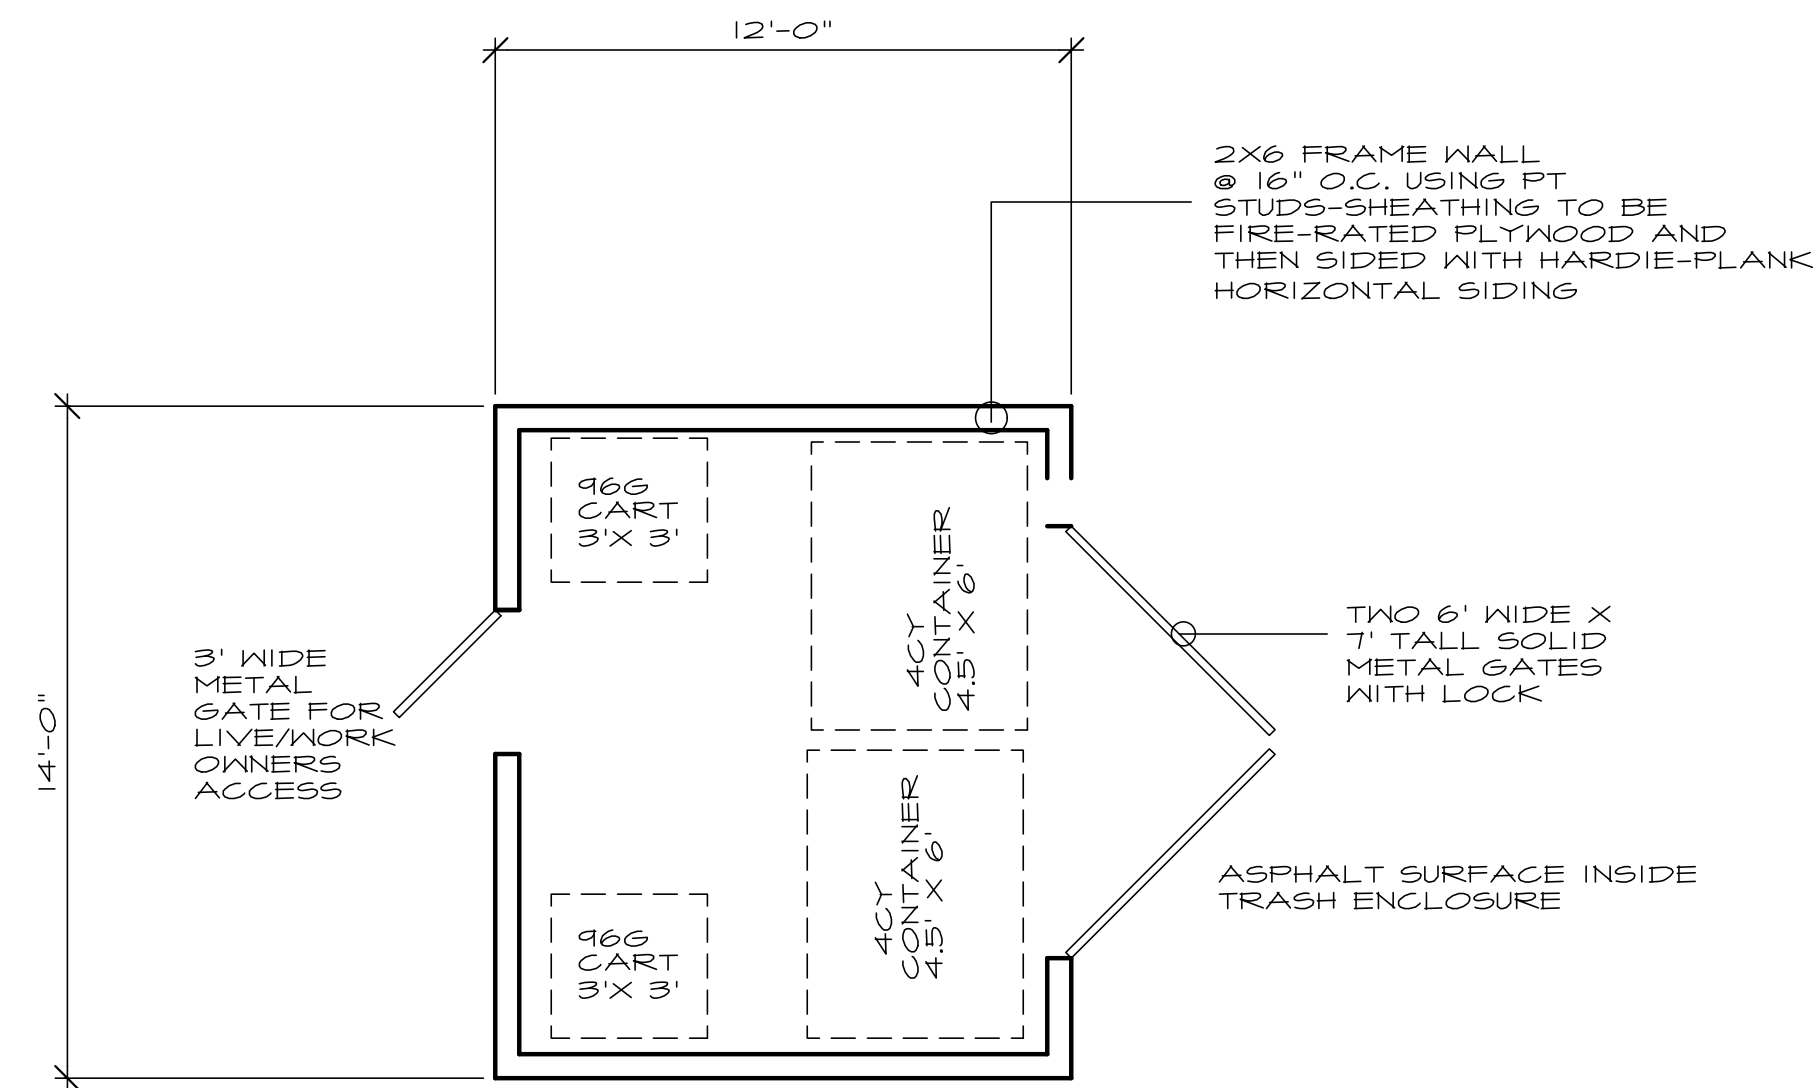 12'-0"
2X6 FRAME WALL
@ 16" O.C. USING PT
STUDS-SHEATHING TO BE
FIRE-RATED PLYWOOD AND
THEN SIDED WITH HARDIE-PLANK
HORIZONTAL SIDING
96G
CART
3'X 3'
4CY
CONTAINER
4.5' X 6'
TWO 6' WIDE X
7' TALL SOLID
METAL GATES
WITH LOCK
3' WIDE
METAL
GATE FOR
LIVE/WORK
OWNERS
ACCESS
14'-0"
4CY
CONTAINER
4.5' X 6'
ASPHALT SURFACE INSIDE
TRASH ENCLOSURE
96G
CART
3'X 3'